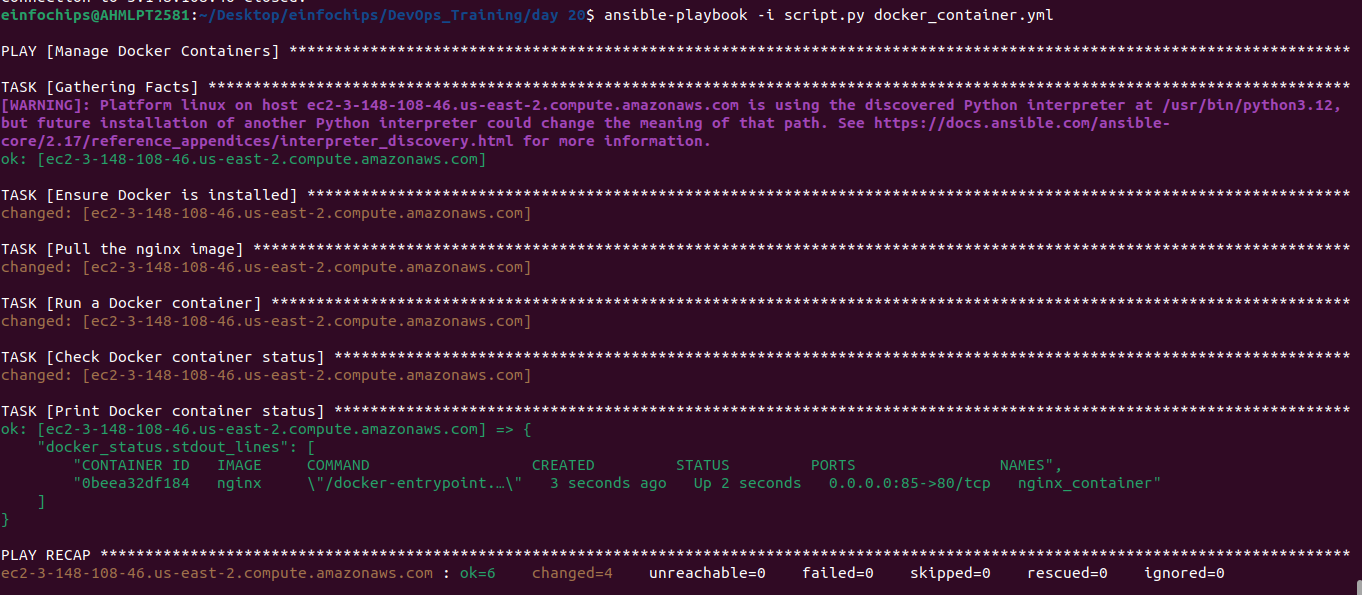 einfochips@AHMLPT2581:~/Desktop/einfochips/DevOps_Training/day 20$ ansible-playbook -i script.py docker_container.yml
PLAY [Manage Docker Containers] **********************************************************************************************************************
TASK [Gathering Facts] *******************************************************************************************************************************
[WARNING]: Platform linux on host ec2-3-148-108-46.us-east-2.compute.amazonaws.com is using the discovered Python interpreter at /usr/bin/python3.12,
but future installation of another Python interpreter could change the meaning of that path. See https://docs.ansible.com/ansible-
core/2.17/reference_appendices/interpreter_discovery.html for more information.
ok: [ec2-3-148-108-46.us-east-2.compute.amazonaws.com]
TASK [Ensure Docker is installed] ********************************************************************************************************************
changed: [ec2-3-148-108-46.us-east-2.compute.amazonaws.com]
TASK [Pull the nginx image] **************************************************************************************************************************
changed: [ec2-3-148-108-46.us-east-2.compute.amazonaws.com]
TASK [Run a Docker container] ************************************************************************************************************************
changed: [ec2-3-148-108-46.us-east-2.compute.amazonaws.com]
TASK [Check Docker container status] *****************************************************************************************************************
changed: [ec2-3-148-108-46.us-east-2.compute.amazonaws.com]
TASK [Print Docker container status] *****************************************************************************************************************
ok: [ec2-3-148-108-46.us-east-2.compute.amazonaws.com] => {
    "docker_status.stdout_lines": [
        "CONTAINER ID   IMAGE     COMMAND                  CREATED         STATUS         PORTS                NAMES",
        "0beea32df184   nginx     \"/docker-entrypoint.…\"   3 seconds ago   Up 2 seconds   0.0.0.0:85->80/tcp   nginx_container"
    ]
}
PLAY RECAP *******************************************************************************************************************************************
ec2-3-148-108-46.us-east-2.compute.amazonaws.com : ok=6    changed=4    unreachable=0    failed=0    skipped=0    rescued=0    ignored=0